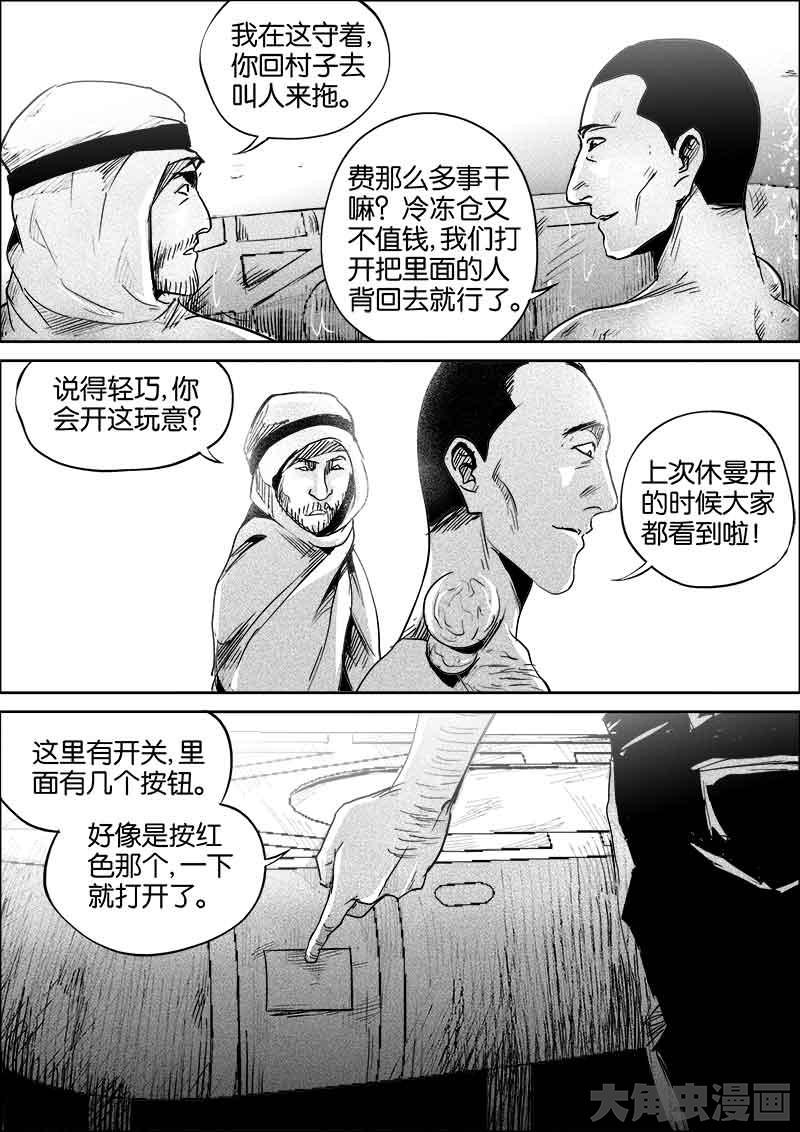 我在这守着,
你回村子去
叫人来拖。
费那么多事干
嘛?冷冻仓又
不值钱,我们打
开把里面的人
背回去就行了。
说得轻巧,你
会开这玩意?
上次休曼开
的时候大家
都看到啦!
这里有开关,里
面有几个按钮。
好像是按红
色那个,一下
就打开了。
大角虫漫画